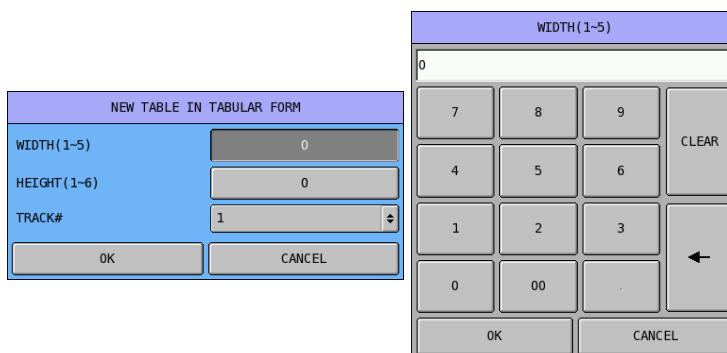 NEW TABLE IN TABULAR FORM
WIDTH(1~5) 0
HEIGHT(1~6) 0
TRACK# 1
OK CANCEL
WIDTH(1~5)
0
7 8 9 CLEAR
4 5 6
1 2 3
0 00 .
OK CANCEL